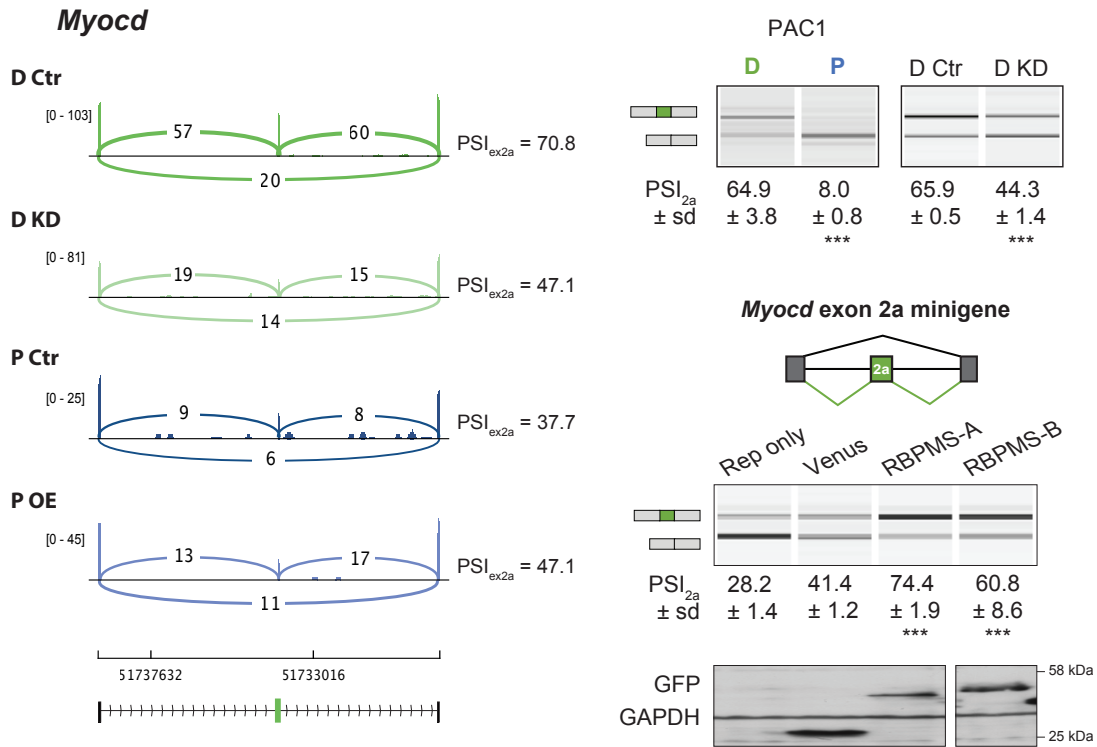 Myocd
D Ctr
[0 - 103]
57
60
20
PSIex2a = 70.8
D KD
[0 - 81]
19
15
14
PSIex2a = 47.1
P Ctr
[0 - 25]
9
8
6
PSIex2a = 37.7
P OE
[0 - 45]
13
17
11
PSIex2a = 47.1
51737632 51733016
PAC1
D P D Ctr D KD
PSI2a 64.9 8.0 65.9 44.3
± sd ± 3.8 ± 0.8 ± 0.5 ± 1.4
*** ***
Myocd exon 2a minigene
2a
Rep only Venus RBPMS-A RBPMS-B
PSI2a 28.2 41.4 74.4 60.8
± sd ± 1.4 ± 1.2 ± 1.9 ± 8.6
*** ***
58 kDa
GFP
GAPDH
25 kDa